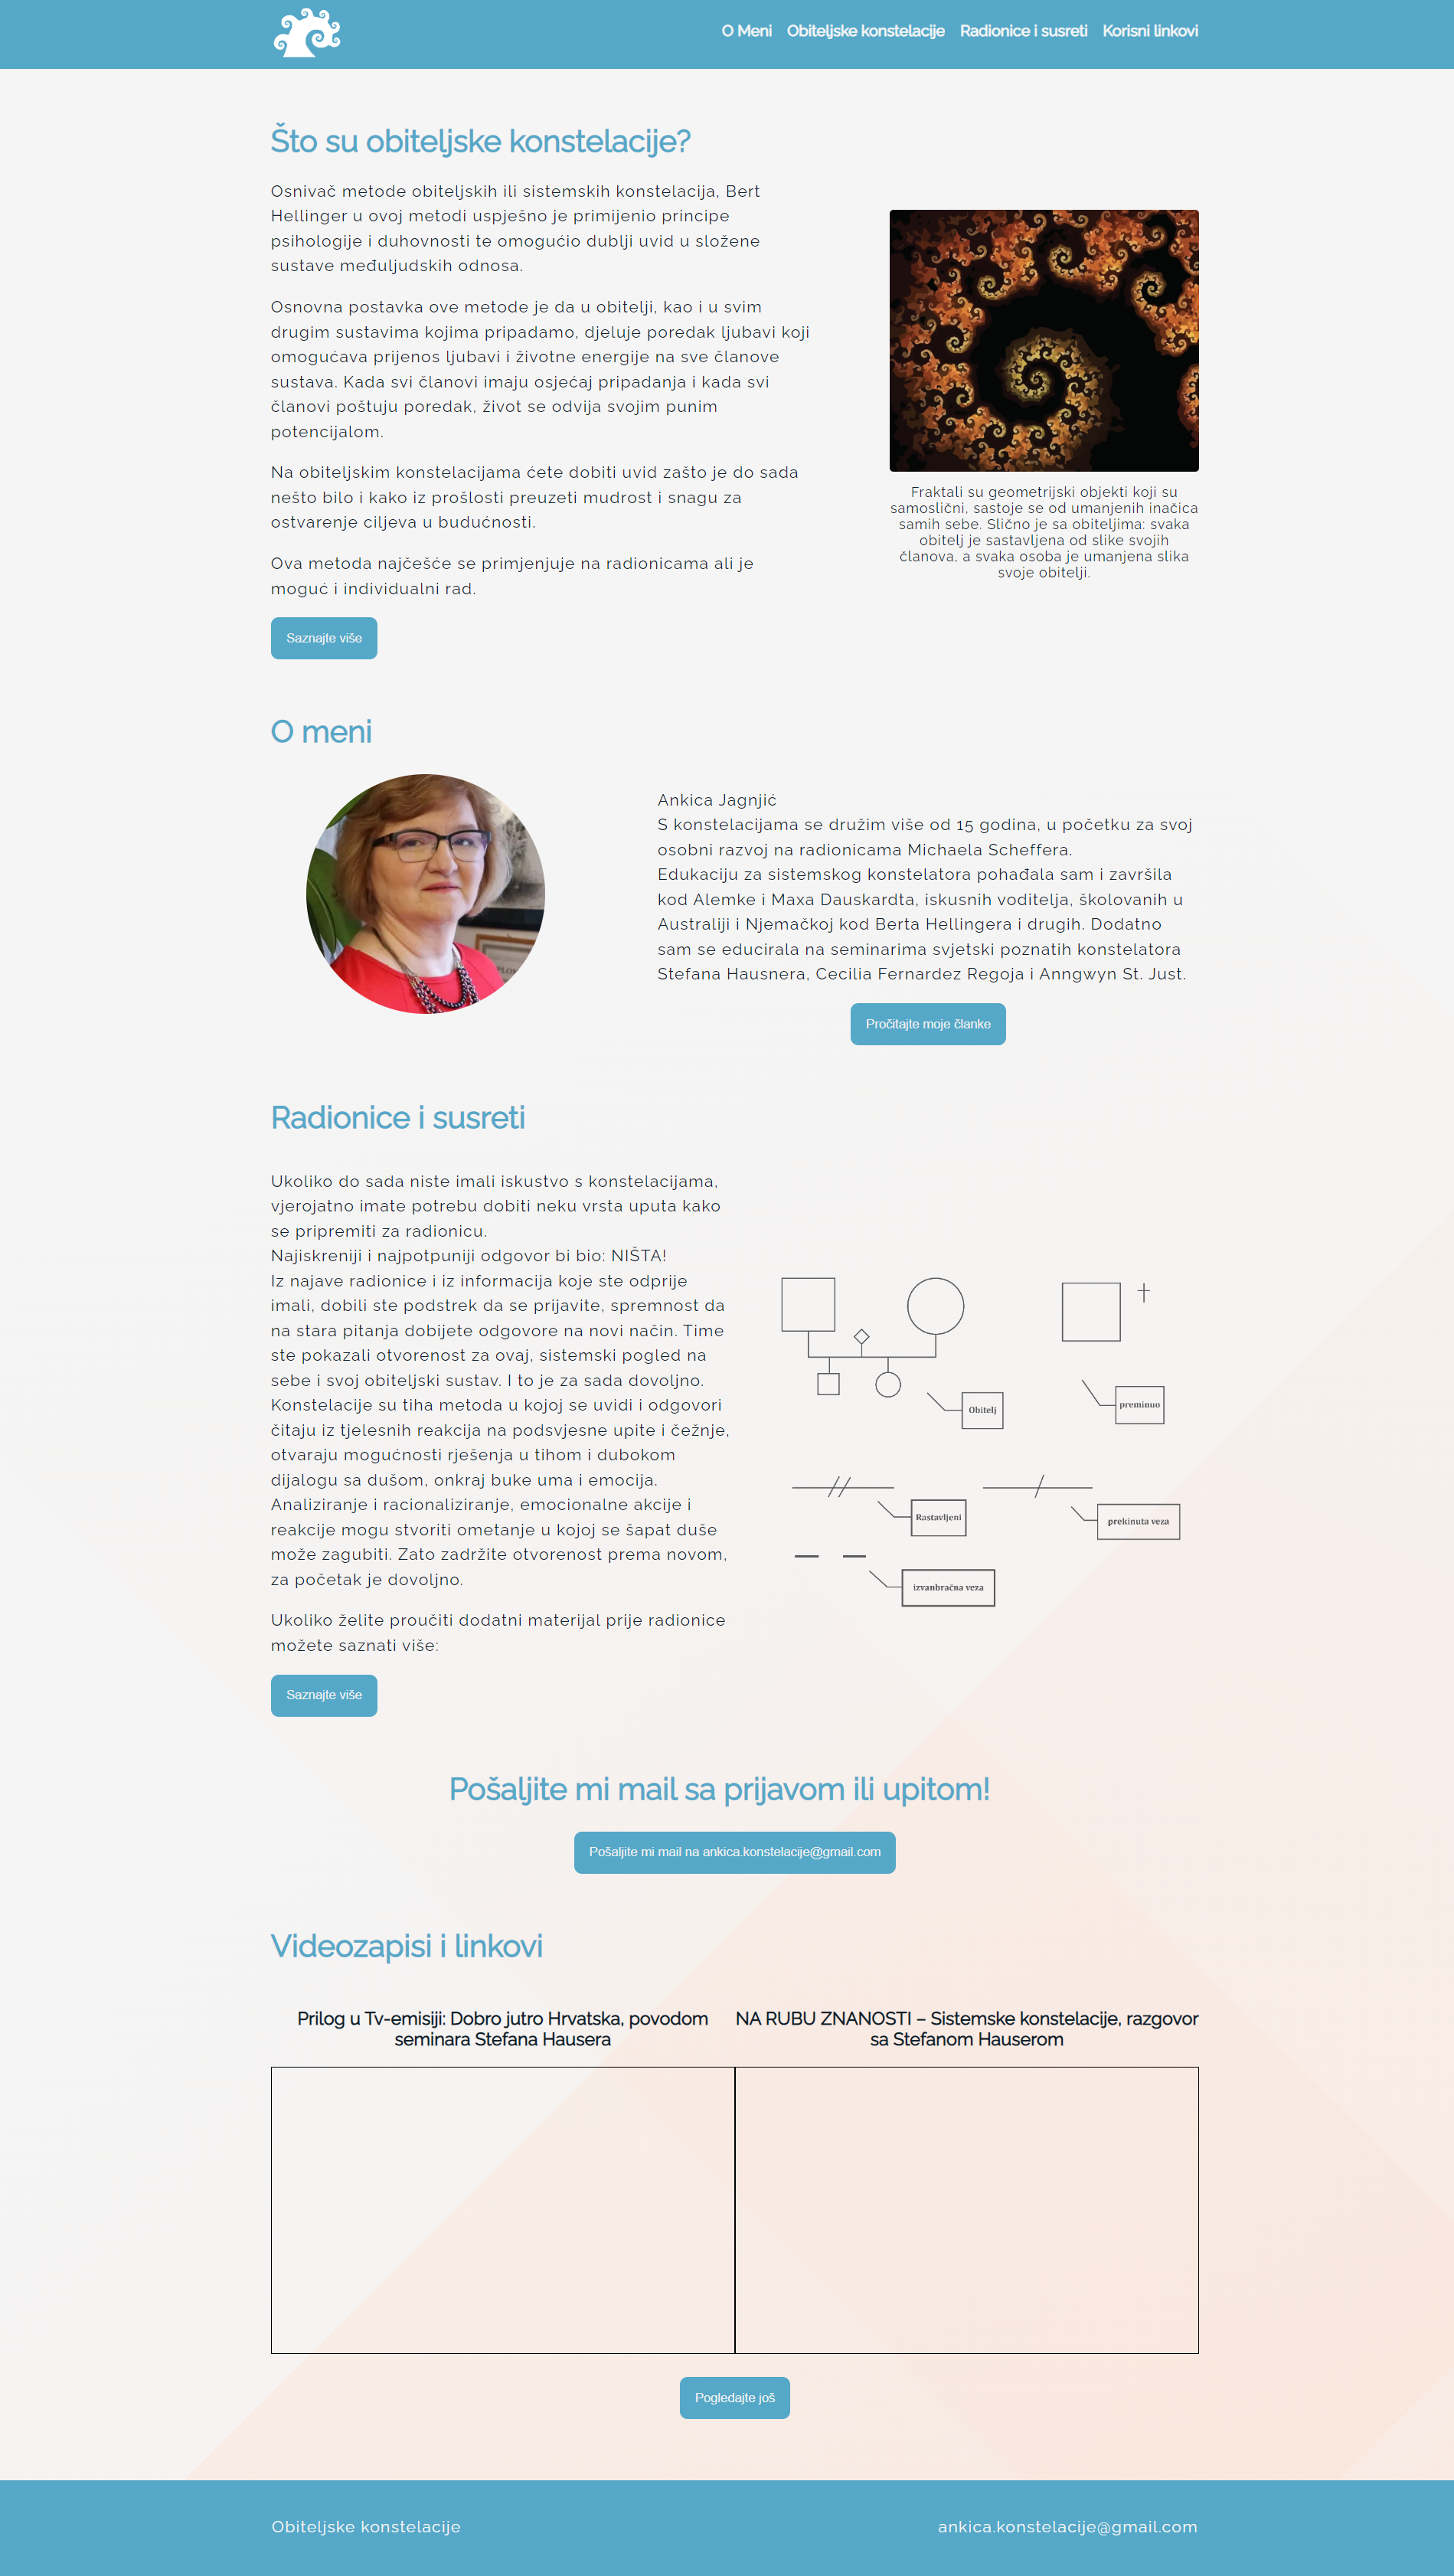 O Meni
Obiteljske konstelacije
Radionice i susreti
Korisni linkovi
Što su obiteljske konstelacije?
Osnivač metode obiteljskih ili sistemskih konstelacija, Bert
Hellinger u ovoj metodi uspješno je primijenio principe
psihologije i duhovnosti te omogućio dublji uvid u složene
sustave međuljudskih odnosa.
Osnovna postavka ove metode je da u obitelji, kao i u svim
drugim sustavima kojima pripadamo, djeluje poredak ljubavi koji
omogućava prijenos ljubavi i životne energije na sve članove
sustava. Kada svi članovi imaju osjećaj pripadanja i kada svi
članovi poštuju poredak, život se odvija svojim punim
potencijalom.
Na obiteljskim konstelacijama ćete dobiti uvid zašto je do sada
nešto bilo i kako iz prošlosti preuzeti mudrost i snagu za
ostvarenje ciljeva u budućnosti.
Ova metoda najčešće se primjenjuje na radionicama ali je
moguć i individualni rad.
Saznajte više
Fraktali su geometrijski objekti koji su
samoslični, sastoje se od umanjenih inačica
samih sebe. Slično je sa obiteljima: svaka
obitelj je sastavljena od slike svojih
članova, a svaka osoba je umanjena slika
svoje obitelji.
O meni
Ankica Jagnjić
S konstelacijama se družim više od 15 godina, u početku za svoj
osobni razvoj na radionicama Michaela Scheffera.
Edukaciju za sistemskog konstelatora pohađala sam i završila
kod Alemke i Maxa Dauskardta, iskusnih voditelja, školovanih u
Australiji i Njemačkoj kod Berta Hellingera i drugih. Dodatno
sam se educirala na seminarima svjetski poznatih konstelatora
Stefana Hausnera, Cecilia Fernardez Regoja i Anngwyn St. Just.
Pročitajte moje članke
Radionice i susreti
Ukoliko do sada niste imali iskustvo s konstelacijama,
vjerojatno imate potrebu dobiti neku vrsta uputa kako
se pripremiti za radionicu.
Najiskreniji i najpotpuniji odgovor bi bio: NIŠTA!
Iz najave radionice i iz informacija koje ste odprije
imali, dobili ste podstrek da se prijavite, spremnost da
na stara pitanja dobijete odgovore na novi način. Time
ste pokazali otvorenost za ovaj, sistemski pogled na
sebe i svoj obiteljski sustav. I to je za sada dovoljno.
Konstelacije su tiha metoda u kojoj se uvidi i odgovori
čitaju iz tjelesnih reakcija na podsvjesne upite i čežnje,
otvaraju mogućnosti rješenja u tihom i dubokom
dijalogu sa dušom, onkraj buke uma i emocija.
Analiziranje i racionaliziranje, emocionalne akcije i
reakcije mogu stvoriti ometanje u kojoj se šapat duše
može zagubiti. Zato zadržite otvorenost prema novom,
za početak je dovoljno.
Ukoliko želite proučiti dodatni materijal prije radionice
možete saznati više:
Saznajte više
Obitelj
preminuo
Rastavljeni
prekinuta veza
izvanbračna veza
Pošaljite mi mail sa prijavom ili upitom!
Pošaljite mi mail na ankica.konstelacije@gmail.com
Videozapisi i linkovi
Prilog u Tv-emisiji: Dobro jutro Hrvatska, povodom
seminara Stefana Hausera
NA RUBU ZNANOSTI – Sistemske konstelacije, razgovor
sa Stefanom Hauserom
Pogledajte još
Obiteljske konstelacije
ankica.konstelacije@gmail.com